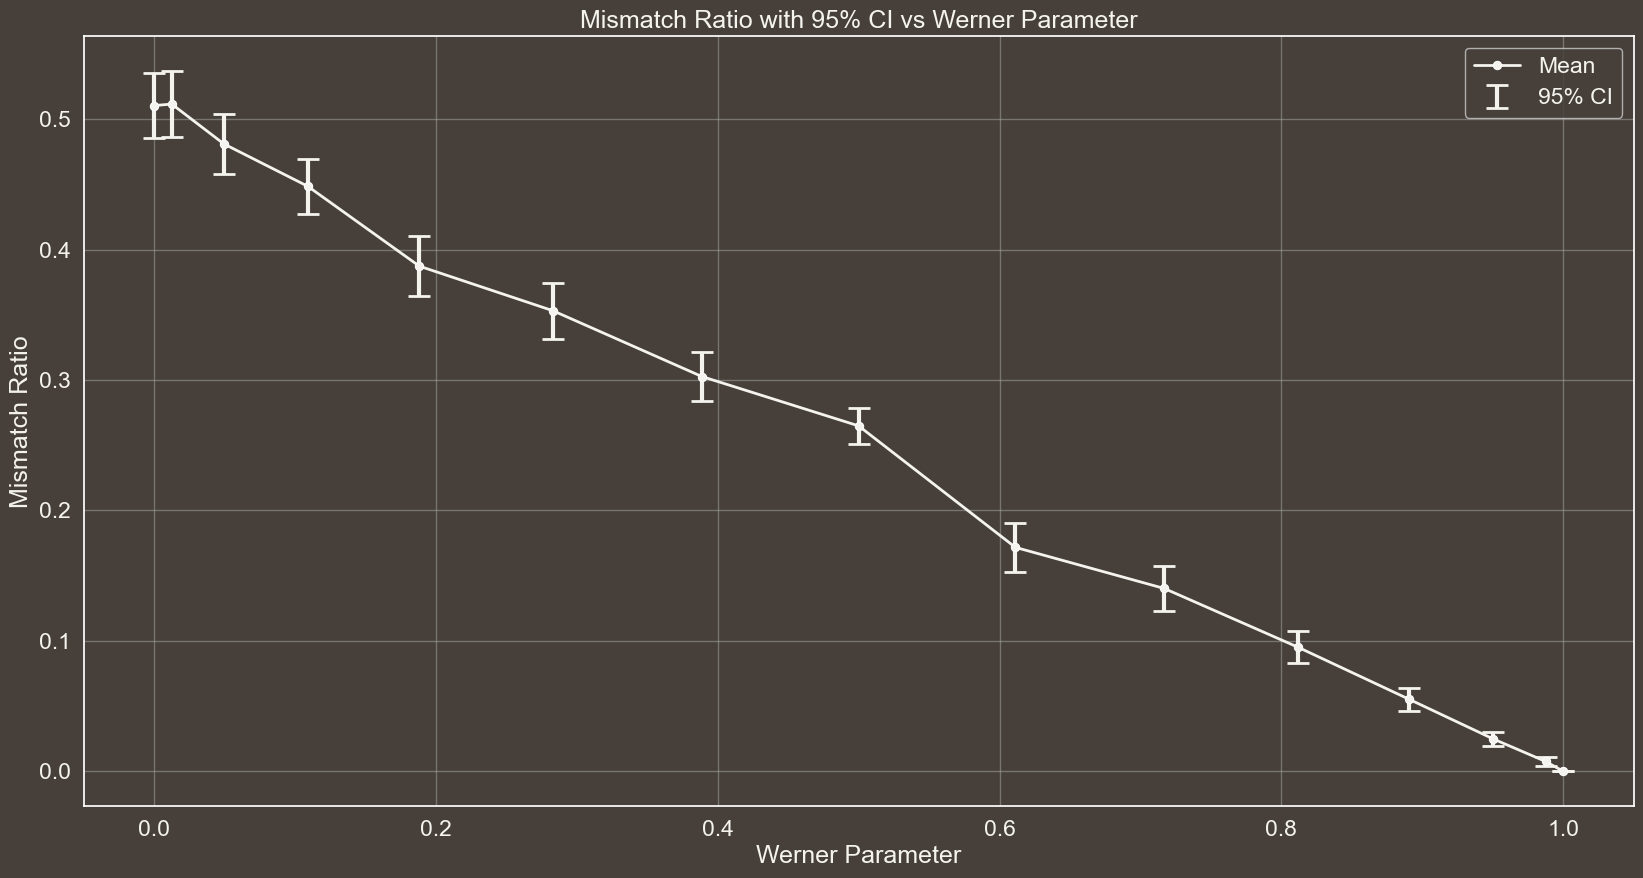 Mismatch Ratio with 95% CI vs Werner Parameter
Mean
95% CI
Mismatch Ratio
0.5
0.4
0.3
0.2
0.1
0.0
0.0 0.2 0.4 0.6 0.8 1.0
Werner Parameter